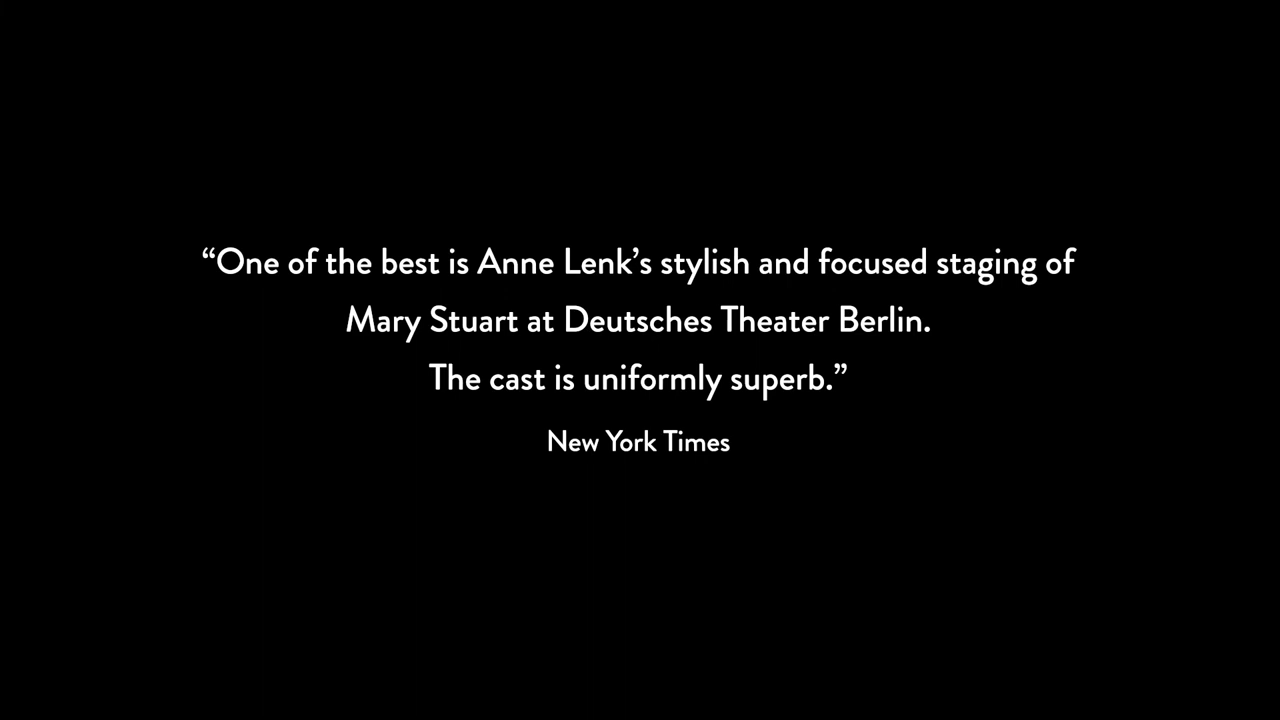 “One of the best is Anne Lenk’s stylish and focused staging of
Mary Stuart at Deutsches Theater Berlin.
The cast is uniformly superb.”
New York Times